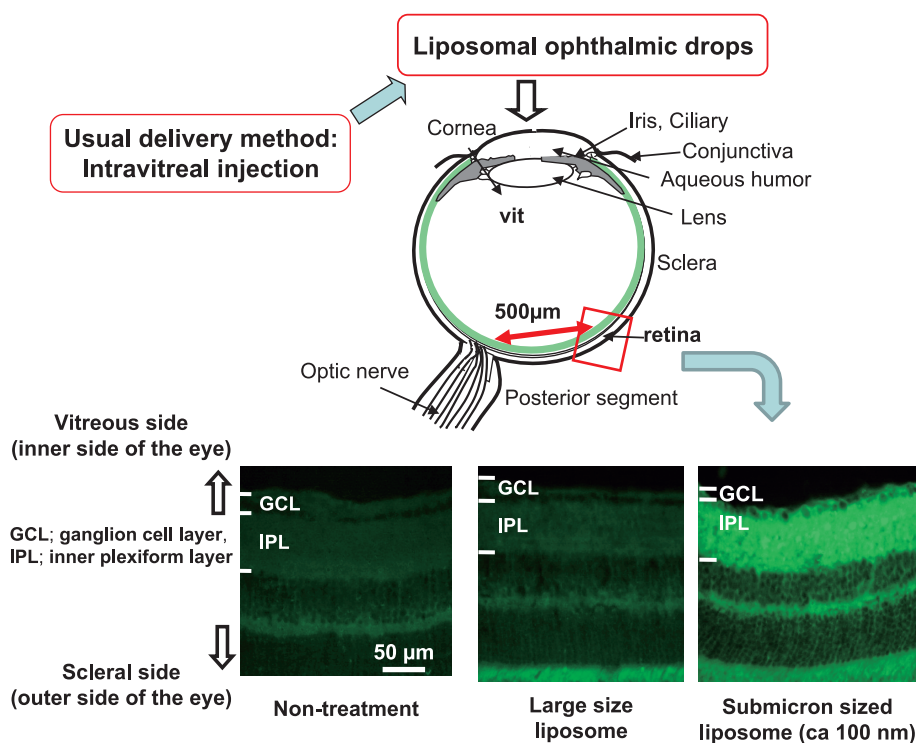 Liposomal ophthalmic drops
Usual delivery method:
Intravitreal injection
Cornea
Iris, Ciliary
Conjunctiva
Aqueous humor
vit
Lens
Sclera
500μm
retina
Optic nerve
Posterior segment
Vitreous side
(inner side of the eye)
GCL; ganglion cell layer,
IPL; inner plexiform layer
Scleral side
(outer side of the eye)
GCL
IPL
50 μm
Non-treatment
GCL
IPL
Large size
liposome
GCL
IPL
Submicron sized
liposome (ca 100 nm)